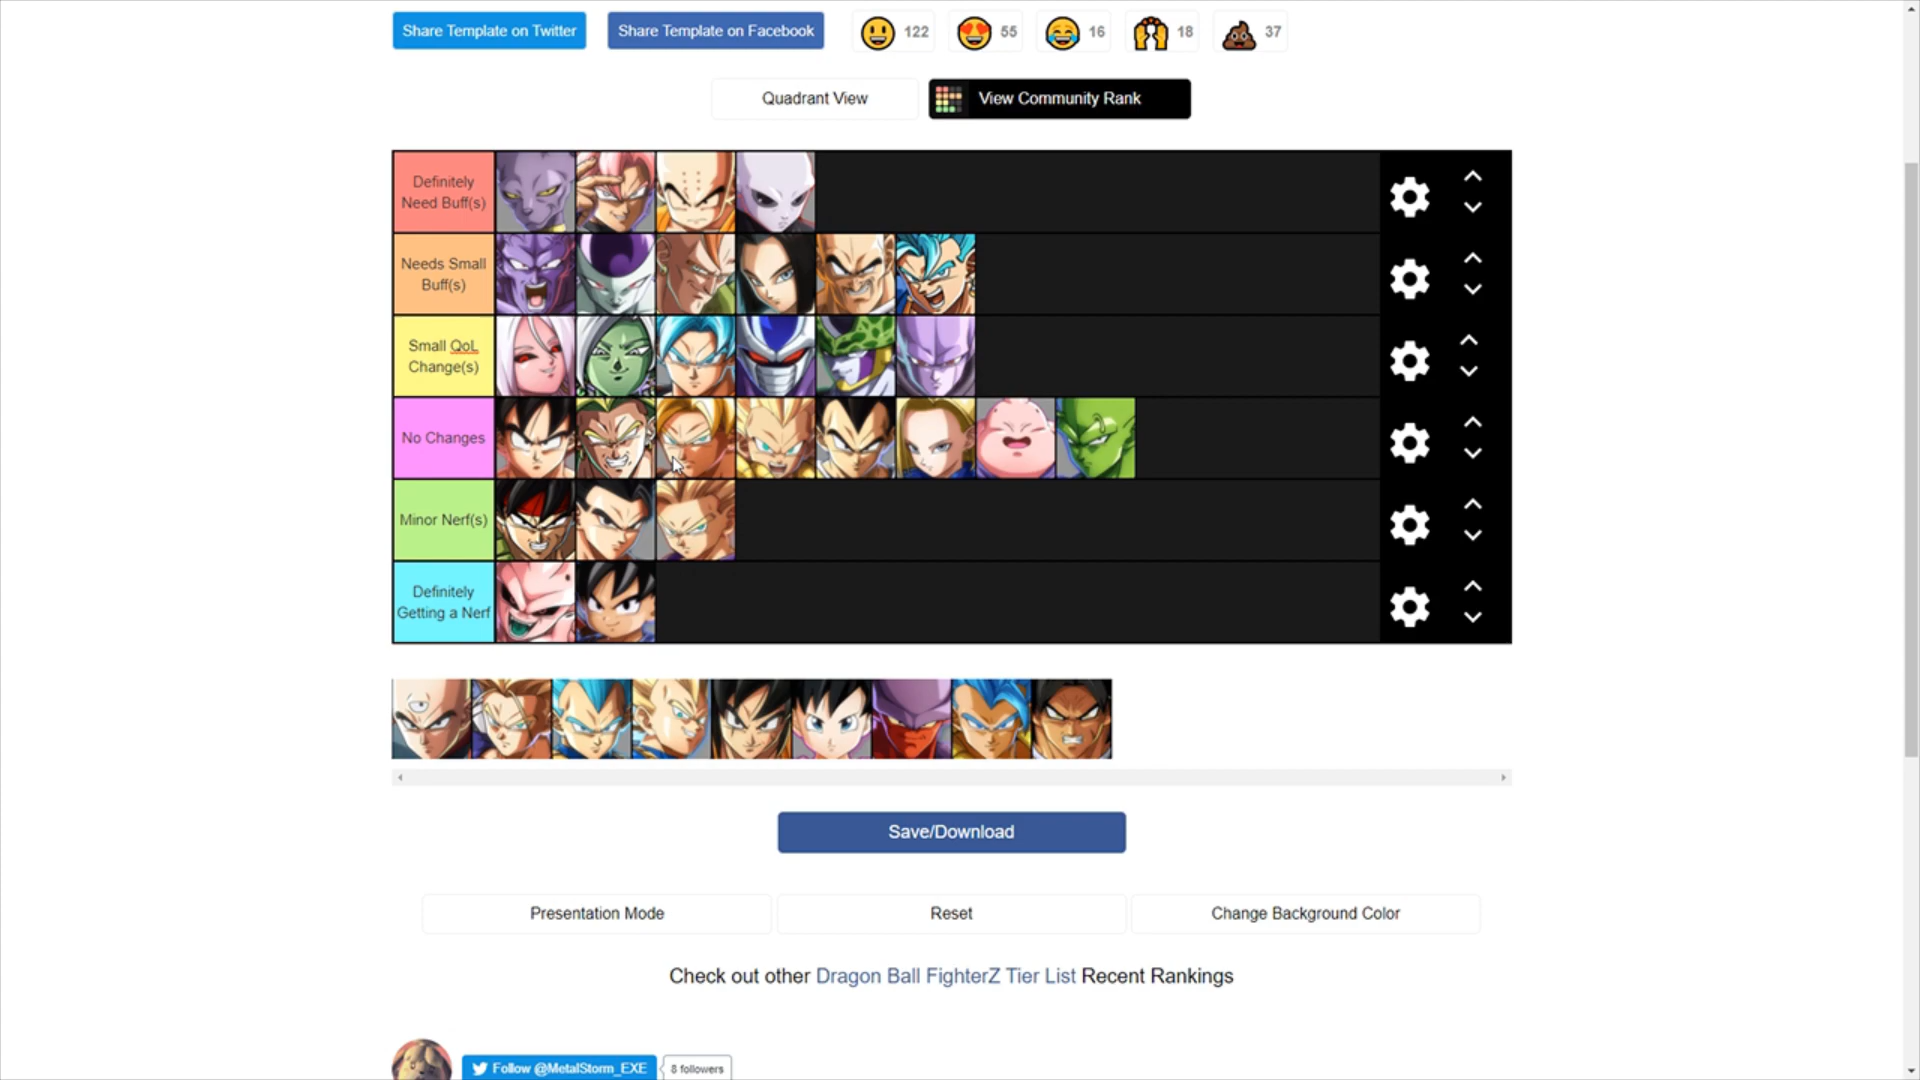 Share Template on Twitter
Share Template on Facebook
122
55
16
18
37
Quadrant View
View Community Rank
Definitely
Need Buff(s)
Needs Small
Buff(s)
Small QoL
Change(s)
No Changes
Minor Nerf(s)
Definitely
Getting a Nerf
Save/Download
Presentation Mode
Reset
Change Background Color
Check out other Dragon Ball FighterZ Tier List Recent Rankings
Follow @MetalStorm_EXE
8 followers